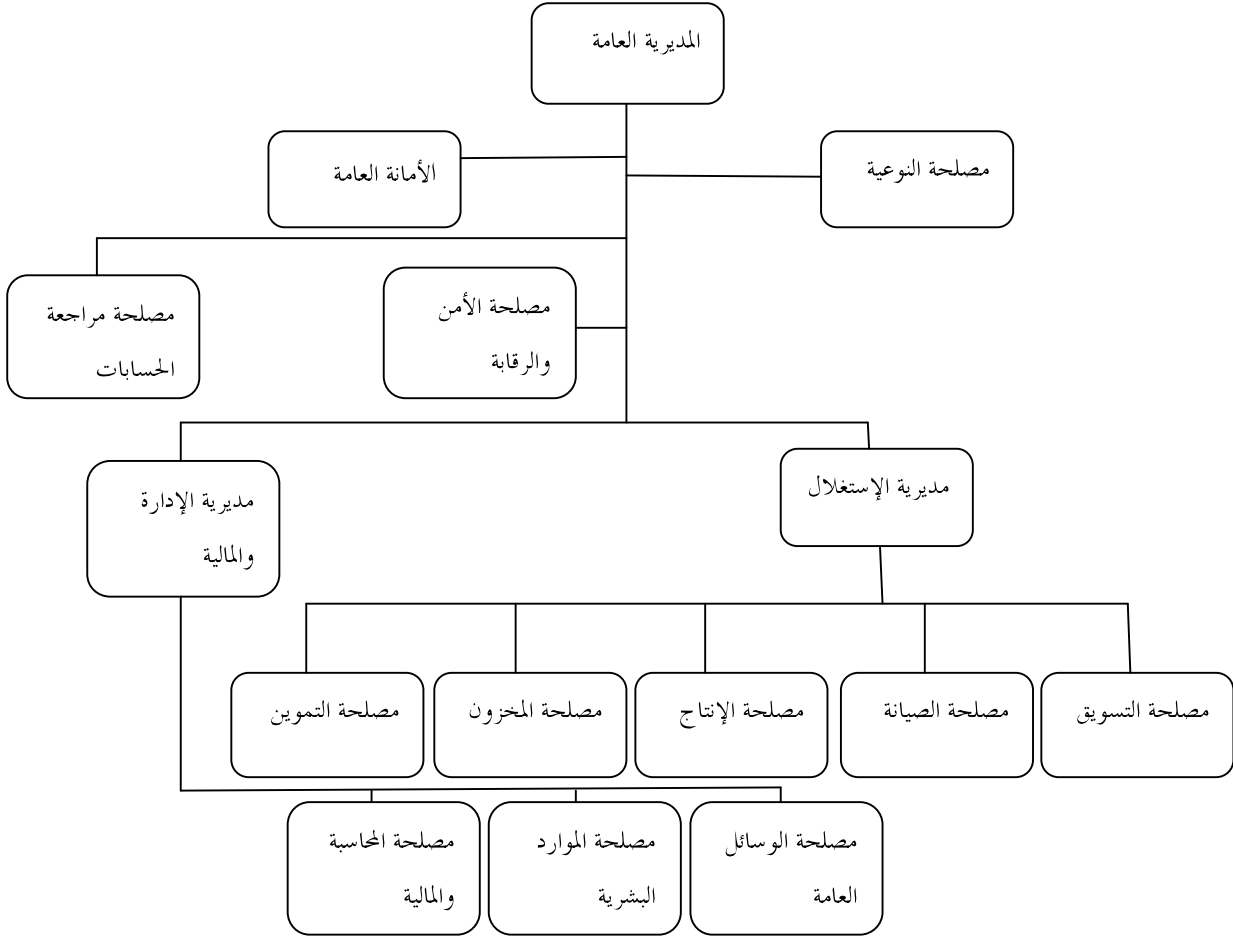 المديرية العامة
مصلحة النوعية
الأمانة العامة
مصلحة الأمن
والرقابة
مصلحة مراجعة
الحسابات
مديرية الإستغلال
مديرية الإدارة
والمالية
مصلحة التسويق
مصلحة الصيانة
مصلحة الإنتاج
مصلحة المخزون
مصلحة التموين
مصلحة الوسائل
العامة
مصلحة الموارد
البشرية
مصلحة المحاسبة
والمالية